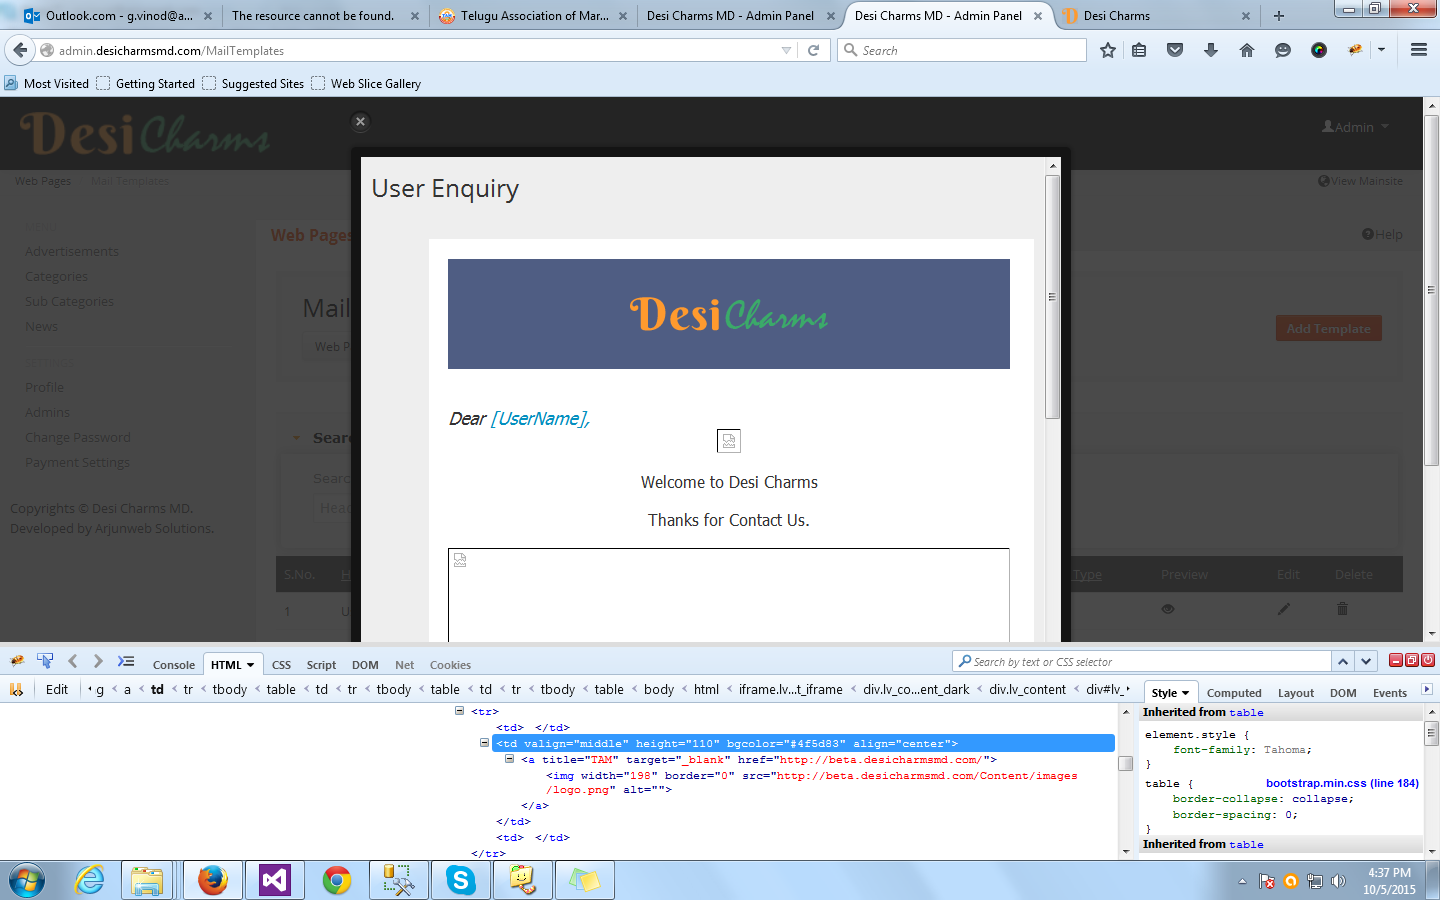 Outlook.com - g.vinod@a...
The resource cannot be found.
Telugu Association of Mar...
Desi Charms MD - Admin Panel
Desi Charms MD - Admin Panel
Desi Charms
admin.desicharmsmd.com/MailTemplates
Search
Most Visited
Getting Started
Suggested Sites
Web Slice Gallery
Desi Charms
Admin
Web Pages
Mail Templates
View Mainsite
Advertisements
Categories
Sub Categories
News
Profile
Admins
Change Password
Payment Settings
Copyrights © Desi Charms MD.
Developed by Arjunweb Solutions.
Web Pages
Help
Mail
Web P
Add Template
Sear
Sear
Head
S.No.
Type
Preview
Edit
Delete
1
U
User Enquiry
Desi Charms
Dear [UserName],
Welcome to Desi Charms
Thanks for Contact Us.
Console HTML CSS Script DOM Net Cookies
Search by text or CSS selector
Edit
g < a < td < tr < tbody < table < td < tr < tbody < table < td < tr < tbody < table < body < html < iframe.lv...t_iframe < div.lv_co...ent_dark < div.lv_content < div#lv_
Style Computed Layout DOM Events
<tr>
<td> </td>
<td valign="middle" height="110" bgcolor="#4f5d83" align="center">
<a title="TAM" target="_blank" href="http://beta.desicharmsmd.com/">
<img width="198" border="0" src="http://beta.desicharmsmd.com/Content/images
/logo.png" alt="">
</a>
</td>
<td> </td>
</tr>
Inherited from table
element.style {
font-family: Tahoma;
}
table { bootstrap.min.css (line 184)
border-collapse: collapse;
border-spacing: 0;
}
Inherited from table
4:37 PM
10/5/2015